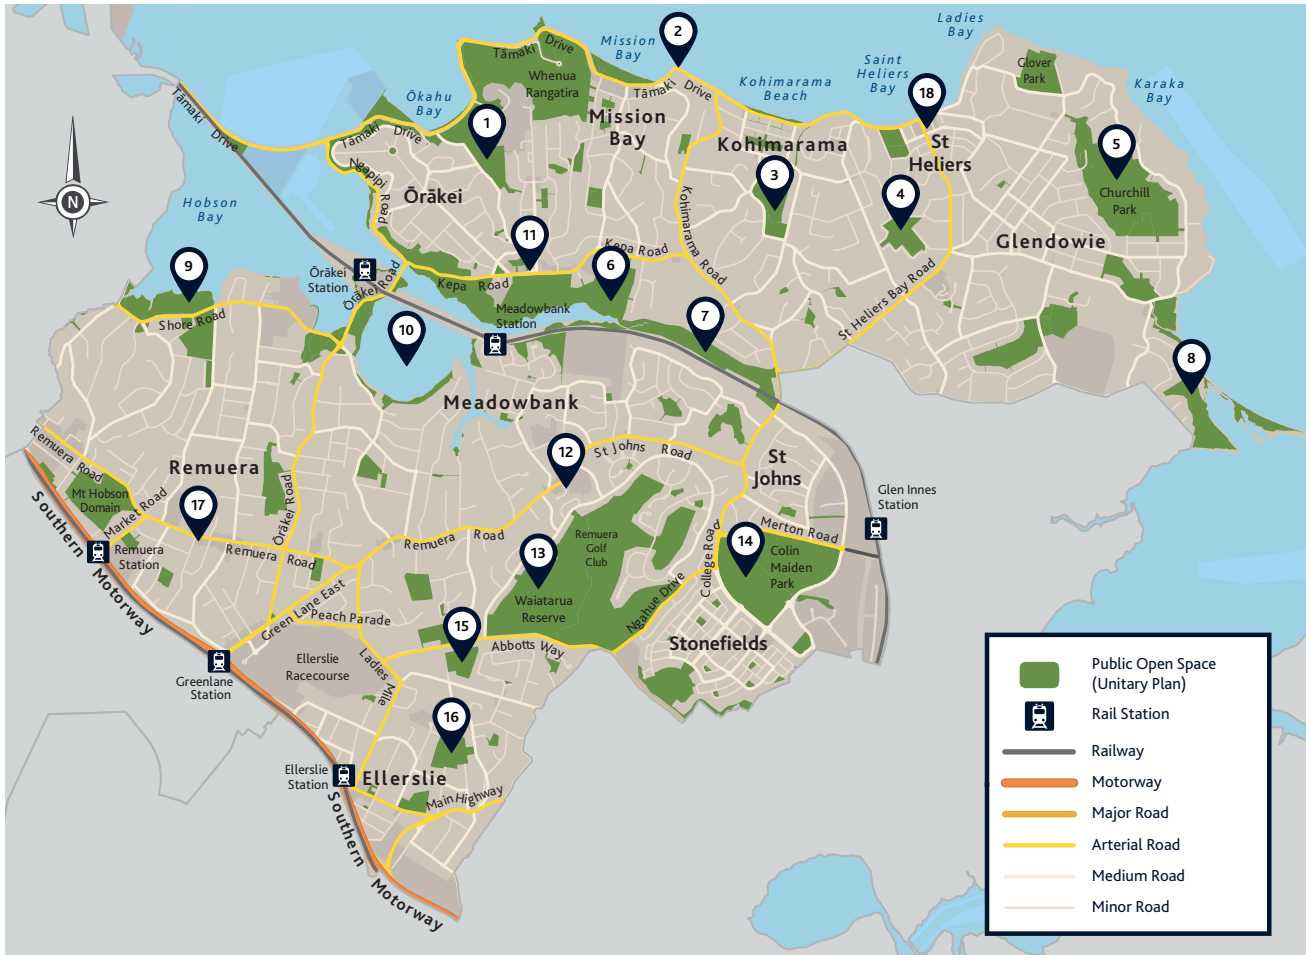 Ladies
Bay
2
Mission
Bay
Tāmaki Drive
Whenua
Rangatira
Saint
Heliers
Bay
Kohimarama
Beach
Glover
Park
Karaka
Bay
18
Tāmaki Drive
Ōkahu
Bay
Tāmaki Drive
1
Tāmaki Drive
Mission
Bay
Kohimarama
St
Heliers
5
Churchill
Park
3
4
Ngapipi Road
Ōrākei
N
Hobson
Bay
Kohimarama Road
11
Kepa Road
6
Glendowie
9
Ōrākei
Station
Ōrākei Road
Kepa Road
Meadowbank
Station
7
St Heliers Bay Road
Shore Road
10
8
Meadowbank
Remuera Road
Remuera
12
St Johns Road
St
Johns
Glen Innes
Station
Mt Hobson
Domain
Market Road
17
Ōrākei Road
Southern
Motorway
Remuera
Station
Remuera Road
Remuera Road
13
Remuera
Golf
Club
Waiatarua
Reserve
College Road
Merton Road
14
Colin
Maiden
Park
Ngahue Drive
Green Lane East
Peach Parade
15
Abbotts Way
Stonefields
Ellerslie
Racecourse
Ladies Mile
Greenlane
Station
16
Ellerslie
Station
Ellerslie
Main Highway
Southern
Motorway
Public Open Space
(Unitary Plan)
Rail Station
Railway
Motorway
Major Road
Arterial Road
Medium Road
Minor Road